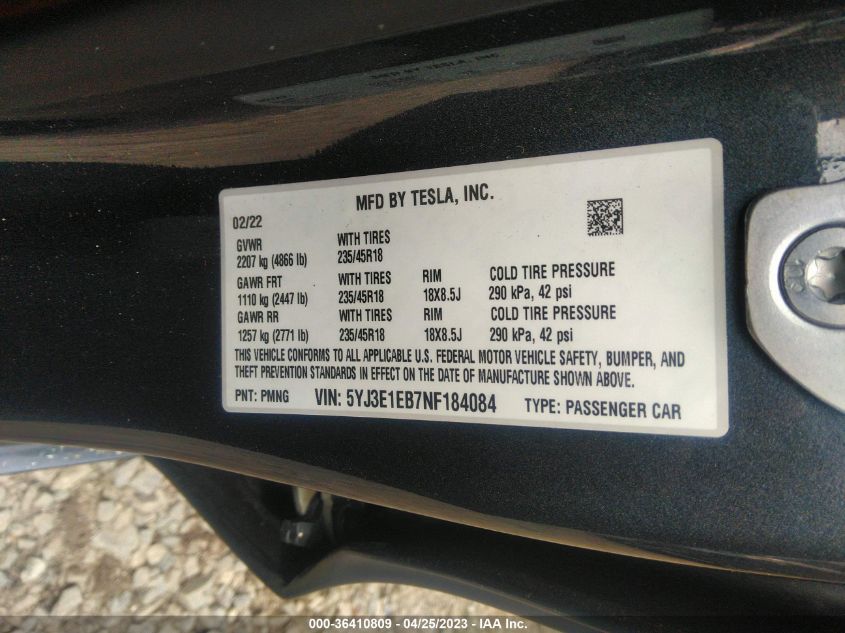 MFD BY TESLA, INC.
02/22
GVWR WITH TIRES
2207 kg (4866 lb) 235/45R18
GAWR FRT WITH TIRES RIM COLD TIRE PRESSURE
1110 kg (2447 lb) 235/45R18 18X8.5J 290 kPa, 42 psi
GAWR RR WITH TIRES RIM COLD TIRE PRESSURE
1257 kg (2771 lb) 235/45R18 18X8.5J 290 kPa, 42 psi
THIS VEHICLE CONFORMS TO ALL APPLICABLE U.S. FEDERAL MOTOR VEHICLE SAFETY, BUMPER, AND
THEFT PREVENTION STANDARDS IN EFFECT ON THE DATE OF MANUFACTURE SHOWN ABOVE.
PNT: PMNG VIN: 5YJ3E1EB7NF184084 TYPE: PASSENGER CAR
000-36410809 - 04/25/2023 - IAA Inc.